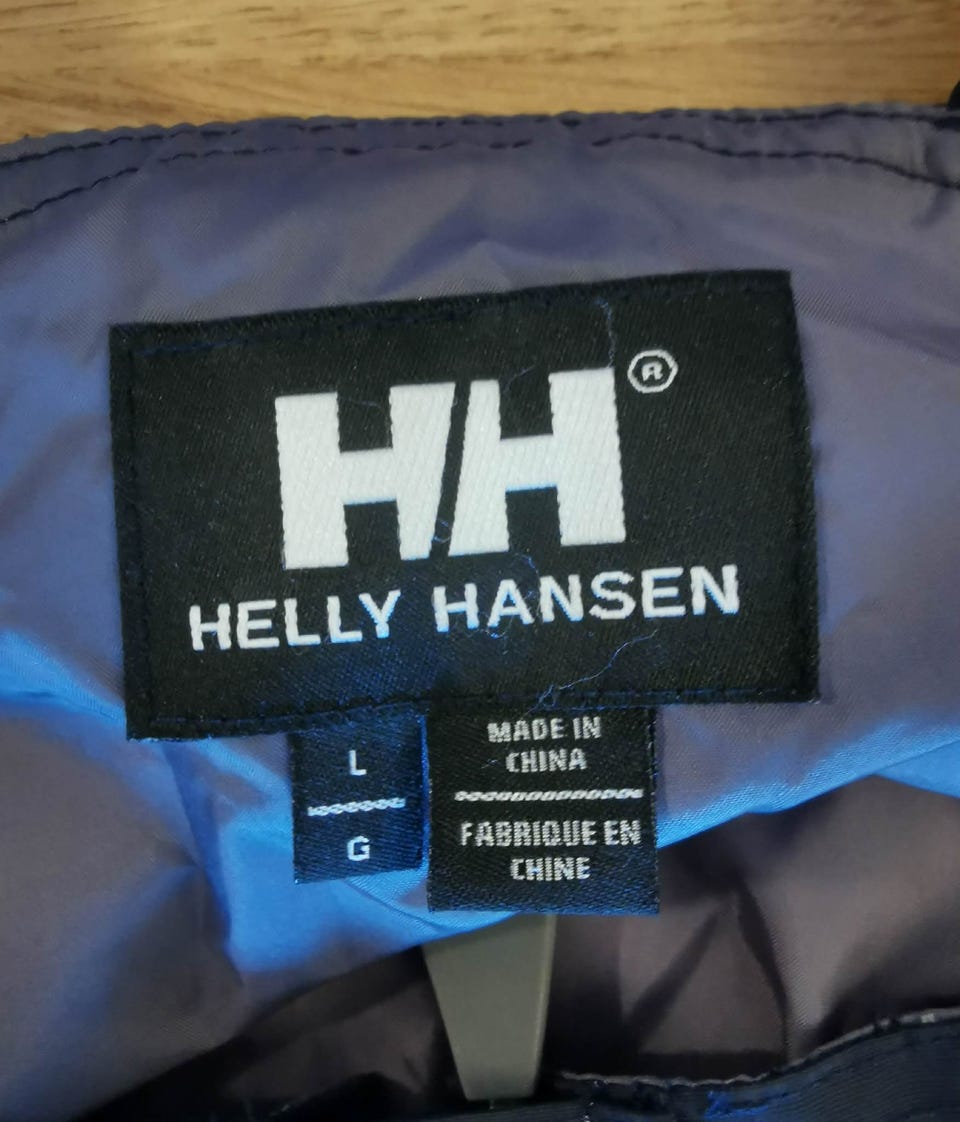 HH ®
HELLY HANSEN
L
G
MADE IN
CHINA
FABRIQUE EN
CHINE